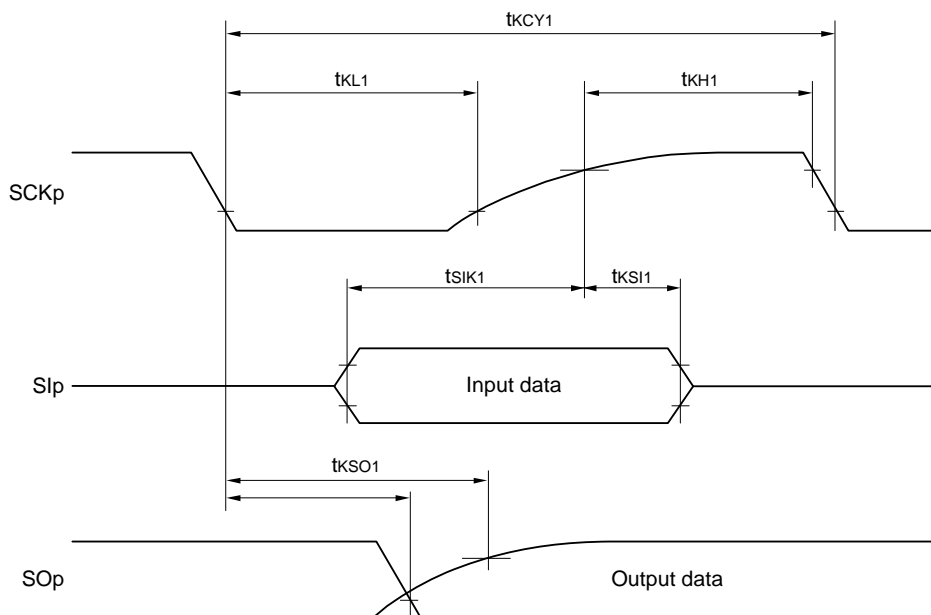 tKCY1
tKL1
tKH1
SCKp
tSIK1
tKSI1
SIp
Input data
tKSO1
SOp
Output data